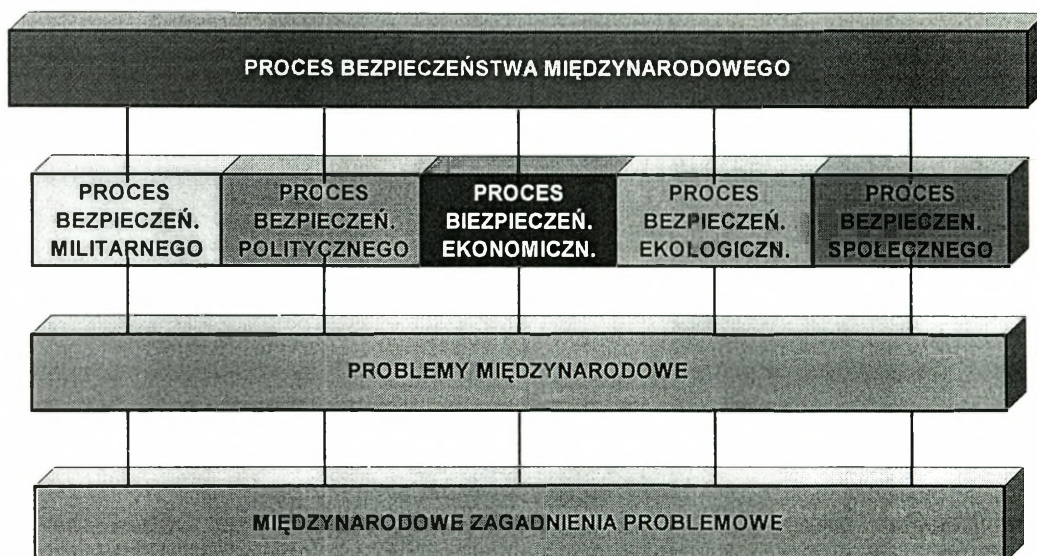 PROCES BEZPIECZEŃSTWA MIĘDZYNARODOWEGO
PROCES
BEZPIECZEŃ.
MILITARNEGO
PROCES
BEZPIECZEŃ.
POLITYCZNEGO
PROCES
BIEZPIECZEŃ.
EKONOMICZN.
PROCES
BEZPIECZEŃ.
EKOLOGICZN.
PROCES
BEZPIECZEN.
SPOŁECZNEGO
PROBLEMY MIĘDZYNARODOWE
MIĘDZYNARODOWE ZAGADNIENIA PROBLEMOWE